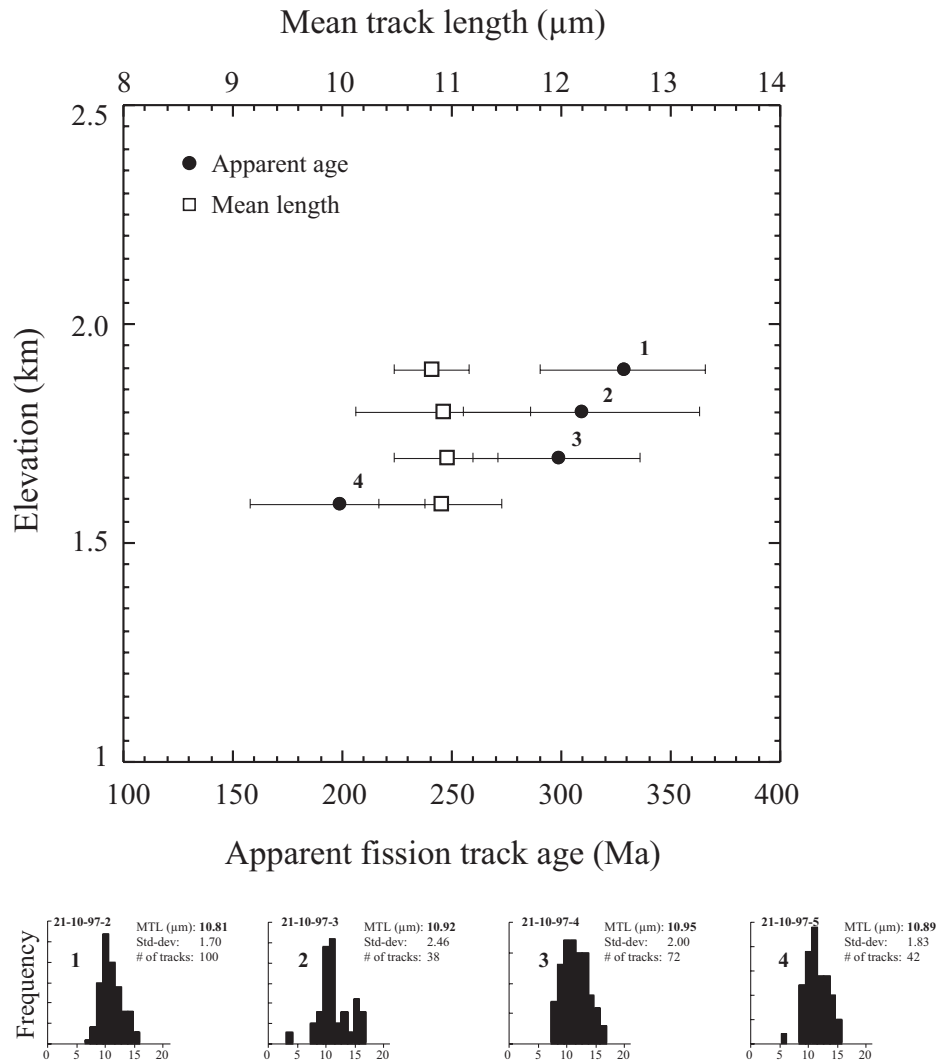 Mean track length (µm)
8 9 10 11 12 13 14
2.5
Apparent age
Mean length
Elevation (km)
2.0
1
2
3
4
1.5
1
100 150 200 250 300 350 400
Apparent fission track age (Ma)
Frequency
21-10-97-2
MTL (µm): 10.81
Std-dev: 1.70
# of tracks: 100
1
0 5 10 15 20
21-10-97-3
MTL (µm): 10.92
Std-dev: 2.46
# of tracks: 38
2
0 5 10 15 20
21-10-97-4
MTL (µm): 10.95
Std-dev: 2.00
# of tracks: 72
3
0 5 10 15 20
21-10-97-5
MTL (µm): 10.89
Std-dev: 1.83
# of tracks: 42
4
0 5 10 15 20